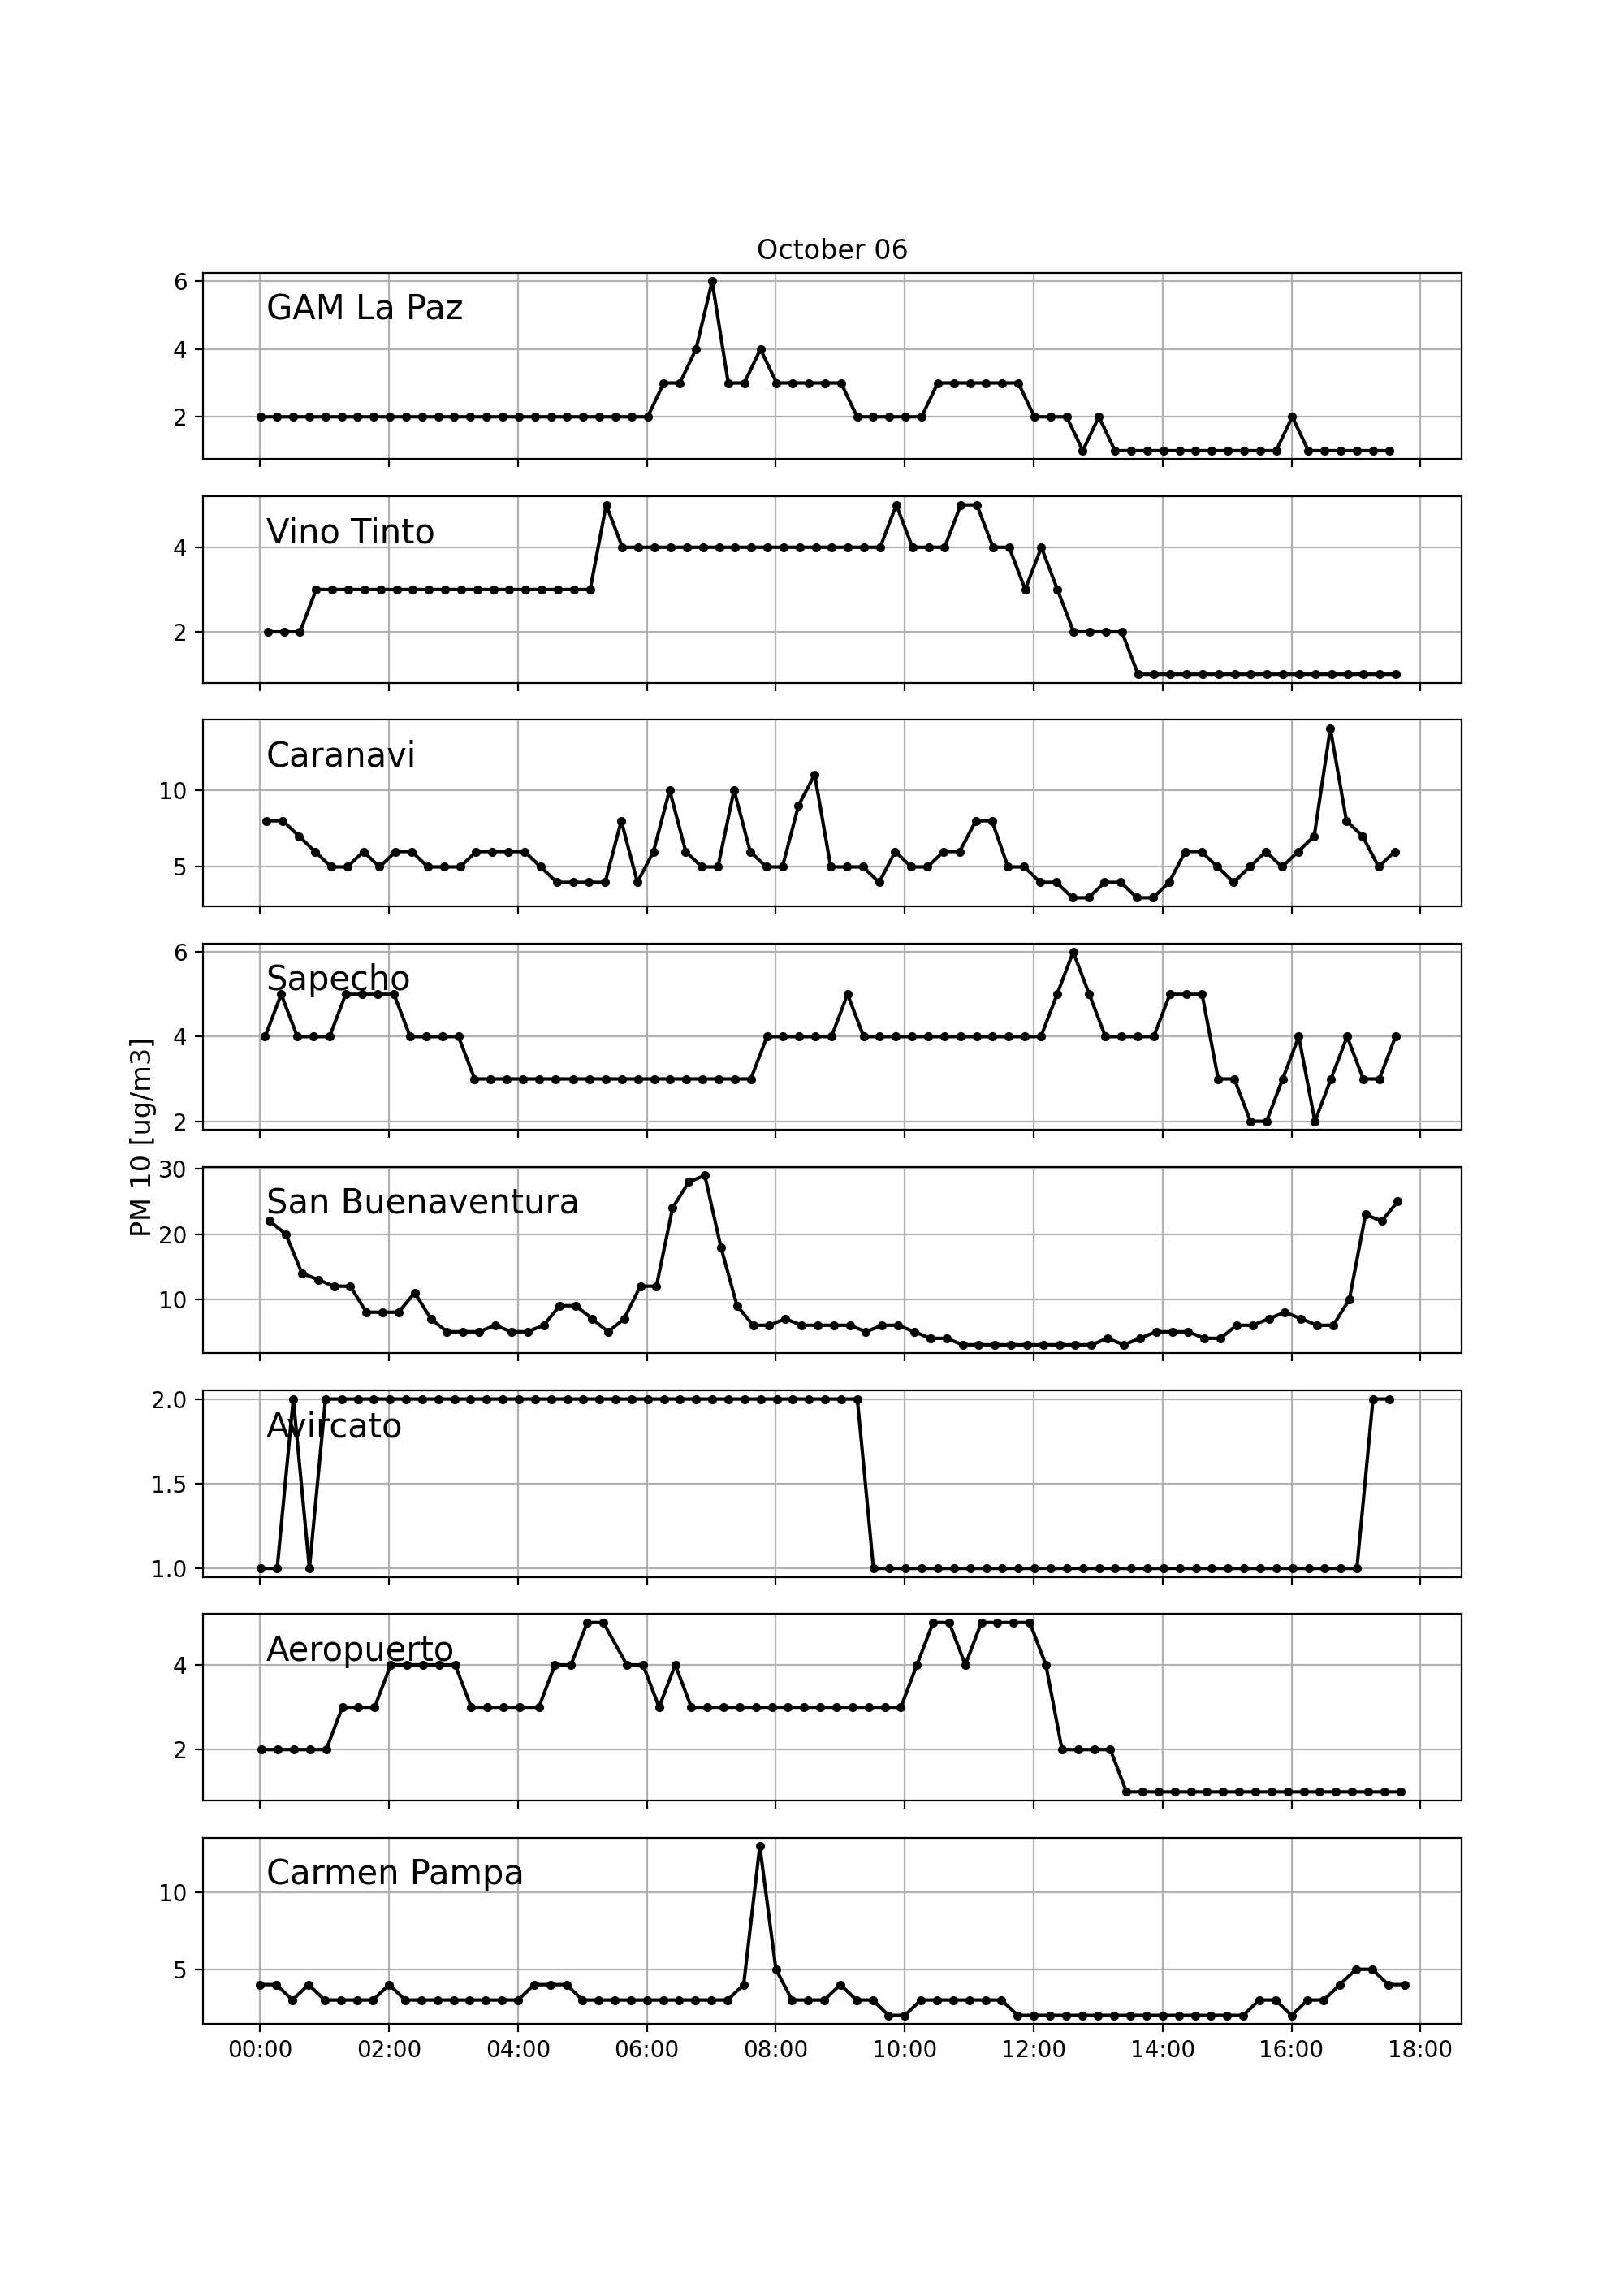 October 06
6
GAM La Paz
4
2
Vino Tinto
4
2
Caranavi
10
5
6
Sapecho
4
2
PM 10 [ug/m3]
30
San Buenaventura
20
10
2.0
Avircato
1.5
1.0
Aeropuerto
4
2
Carmen Pampa
10
5
00:00 02:00 04:00 06:00 08:00 10:00 12:00 14:00 16:00 18:00